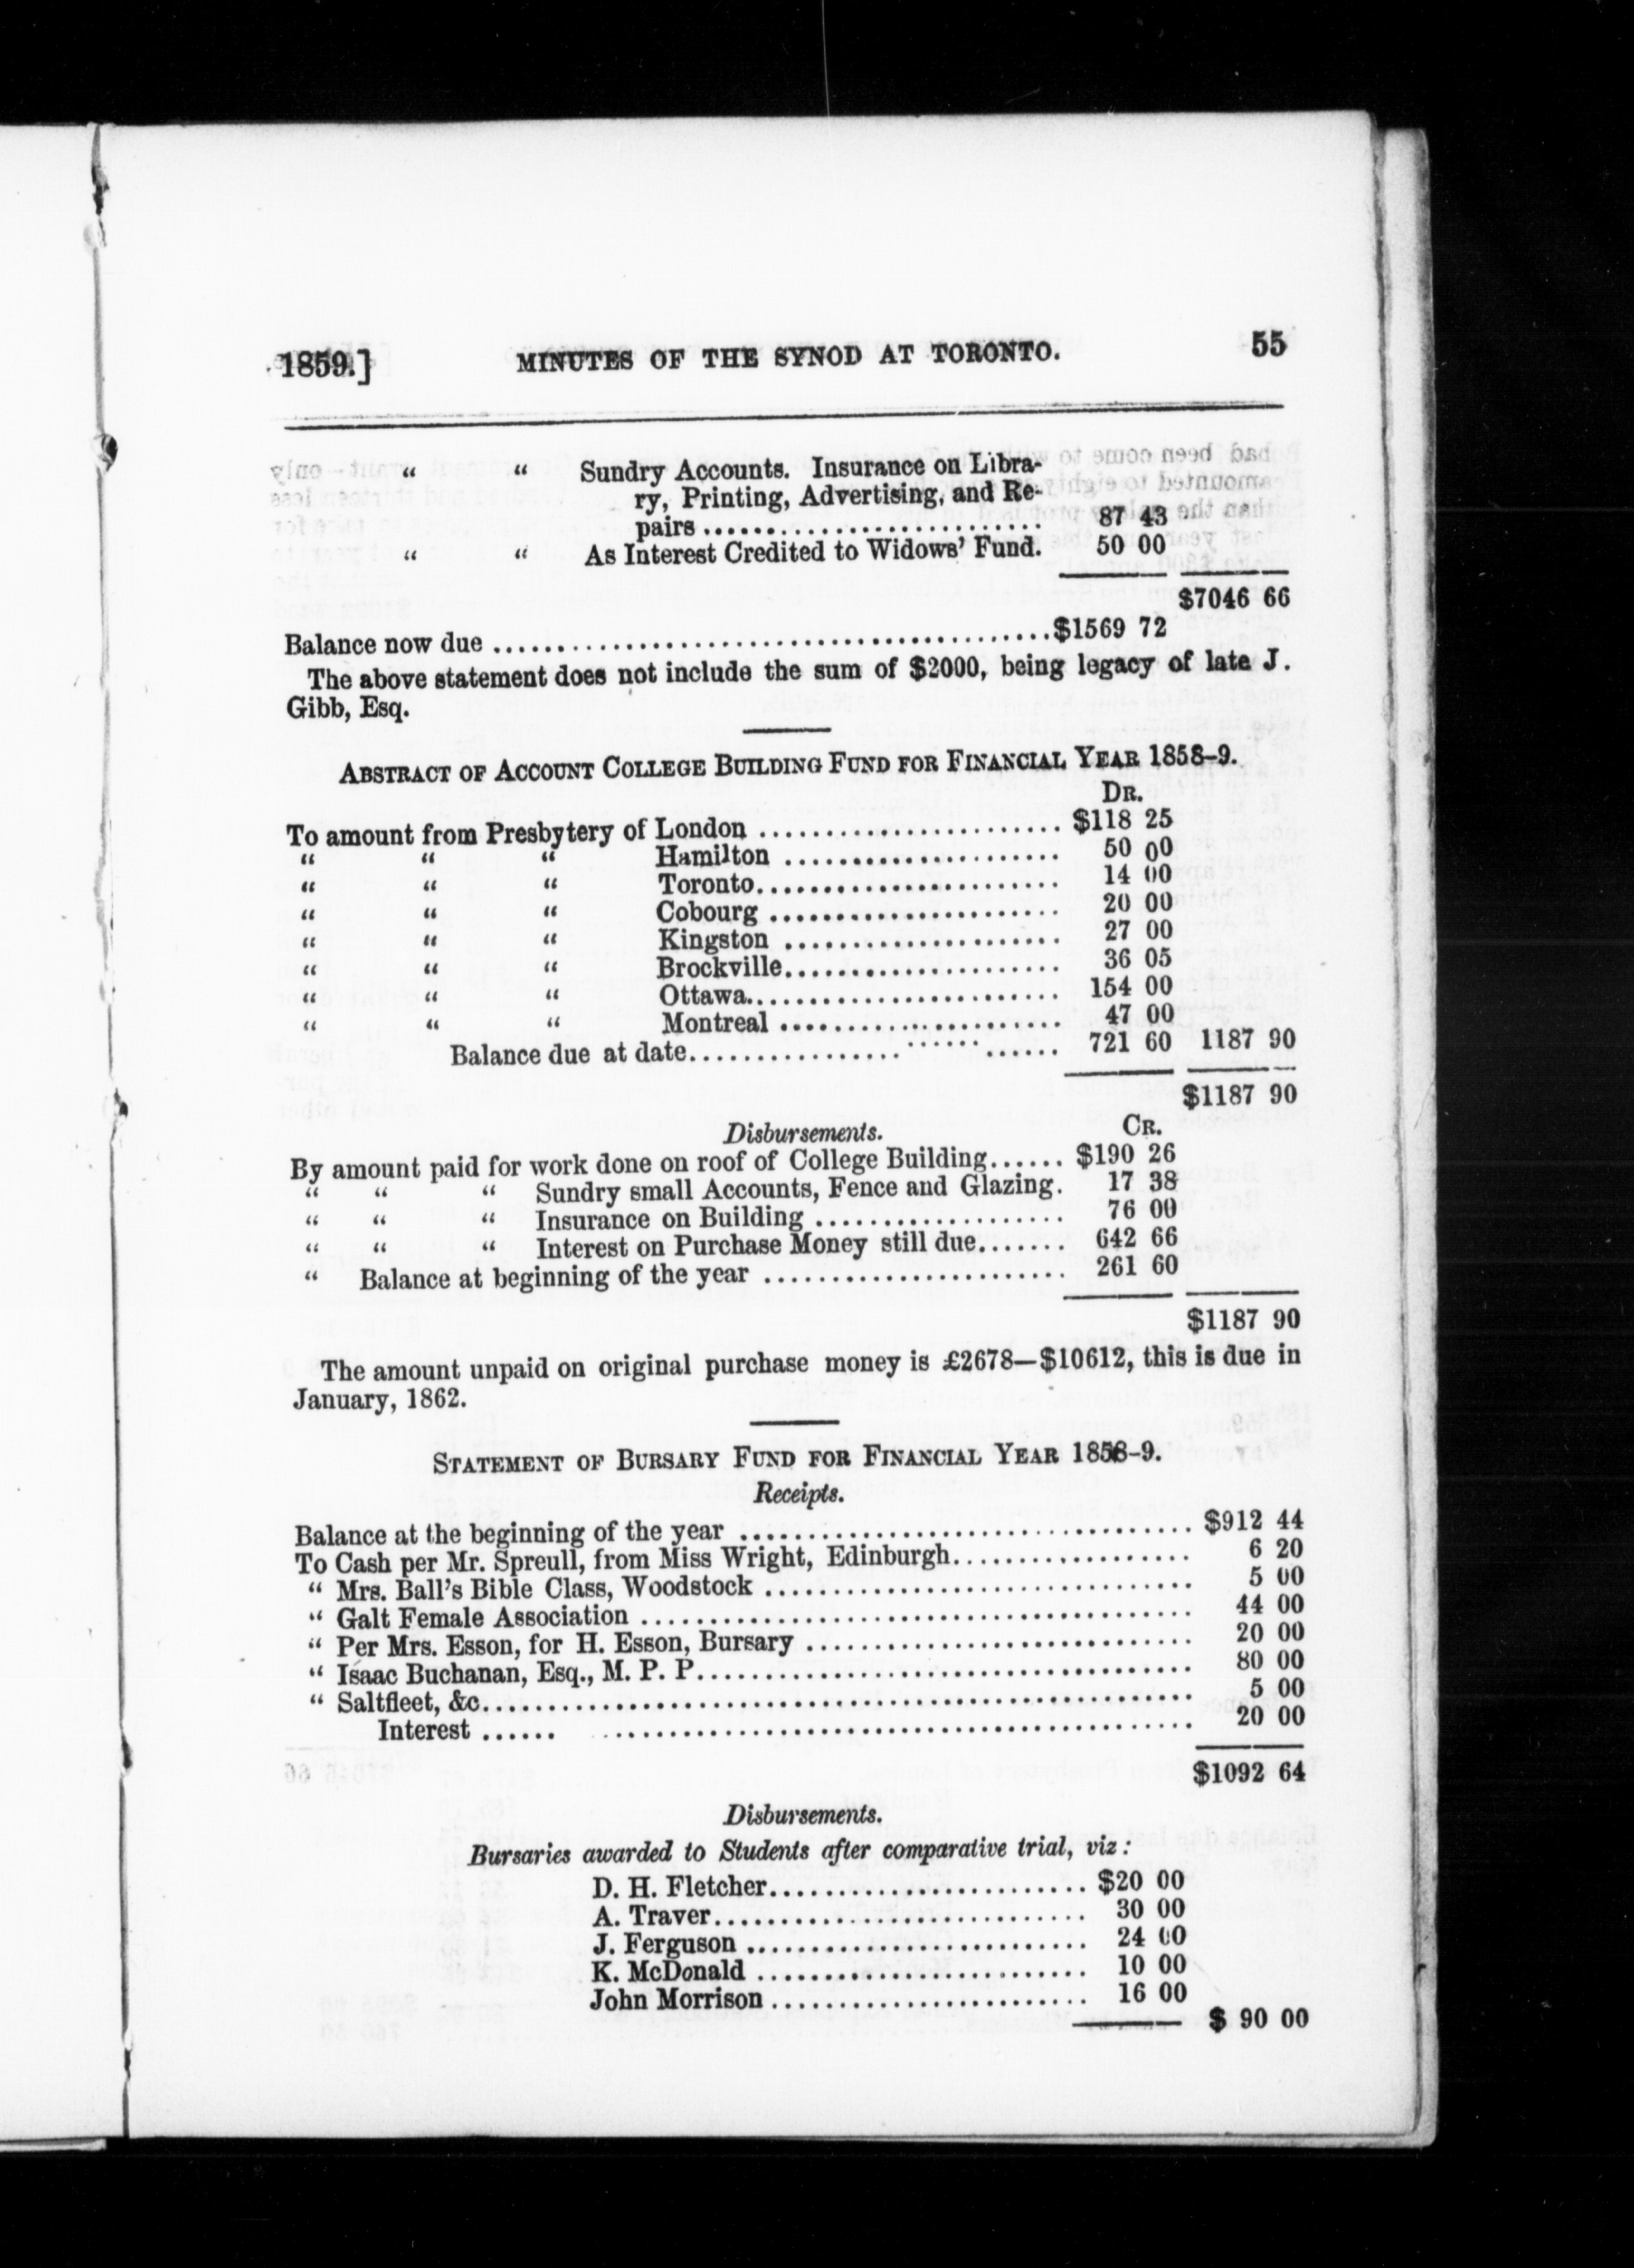 1859.] MINUTES OF THE SYNOD AT TORONTO. 55
“ “ Sundry Accounts. Insurance on Libra-
ry, Printing, Advertising, and Re-
pairs .............................. 87 43
“ “ As Interest Credited to Widows' Fund. 50 00
$7046 66
Balance now due ..........................................$1569 72
The above statement does not include the sum of $2000, being legacy of late J.
Gibb, Esq.
ABSTRACT OF ACCOUNT COLLEGE BUILDING FUND FOR FINANCIAL YEAR 1858-9.
DR.
To amount from Presbytery of London ....................... $118 25
“ “ “ Hamilton ..................... 50 00
“ “ “ Toronto....................... 14 00
“ “ “ Cobourg ...................... 20 00
“ “ “ Kingston ..................... 27 00
“ “ “ Brockville..................... 36 05
“ “ “ Ottawa........................ 154 00
“ “ “ Montreal ...................... 47 00
Balance due at date............................ 721 60 1187 90
$1187 90
Disbursements. CR.
By amount paid for work done on roof of College Building...... $190 26
“ “ “ Sundry small Accounts, Fence and Glazing. 17 38
“ “ “ Insurance on Building ................... 76 00
“ “ “ Interest on Purchase Money still due....... 642 66
“ Balance at beginning of the year ....................... 261 60
$1187 90
The amount unpaid on original purchase money is £2678—$10612, this is due in
January, 1862.
STATEMENT OF BURSARY FUND FOR FINANCIAL YEAR 1858-9.
Receipts.
Balance at the beginning of the year .................................. $912 44
To Cash per Mr. Spreull, from Miss Wright, Edinburgh.................. 6 20
“ Mrs. Ball's Bible Class, Woodstock ................................ 5 00
“ Galt Female Association ......................................... 44 00
“ Per Mrs. Esson, for H. Esson, Bursary ............................. 20 00
“ Isaac Buchanan, Esq., M. P. P..................................... 80 00
“ Saltfleet, &c..................................................... 5 00
Interest ...... ............................................ 20 00
$1092 64
Disbursements.
Bursaries awarded to Students after comparative trial, viz:
D. H. Fletcher........................ $20 00
A. Traver............................ 30 00
J. Ferguson .......................... 24 00
K. McDonald ......................... 10 00
John Morrison ........................ 16 00
$ 90 00